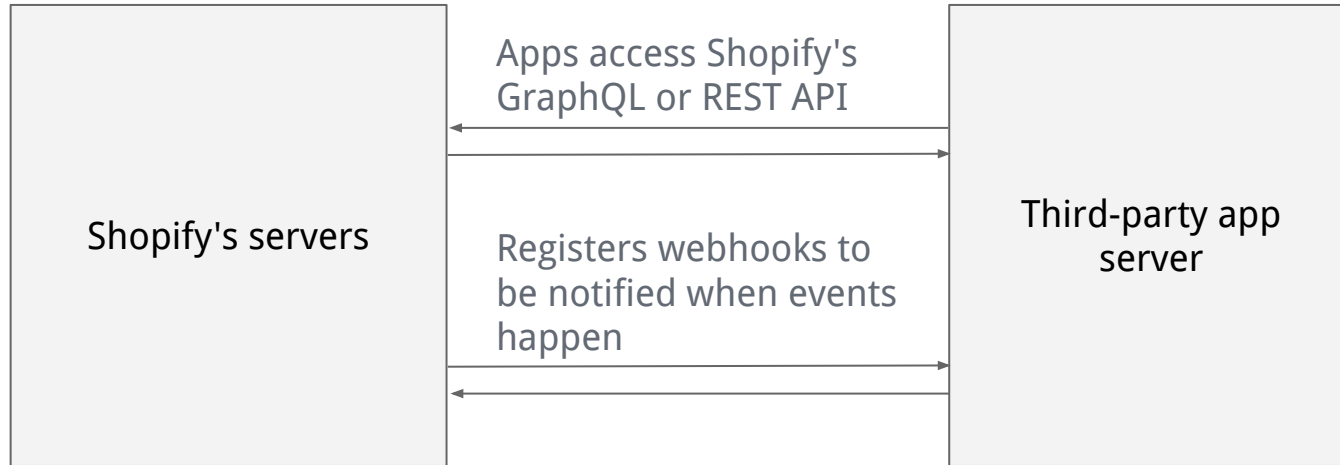 Apps access Shopify's
GraphQL or REST API
Shopify's servers
Registers webhooks to
be notified when events
happen
Third-party app
server